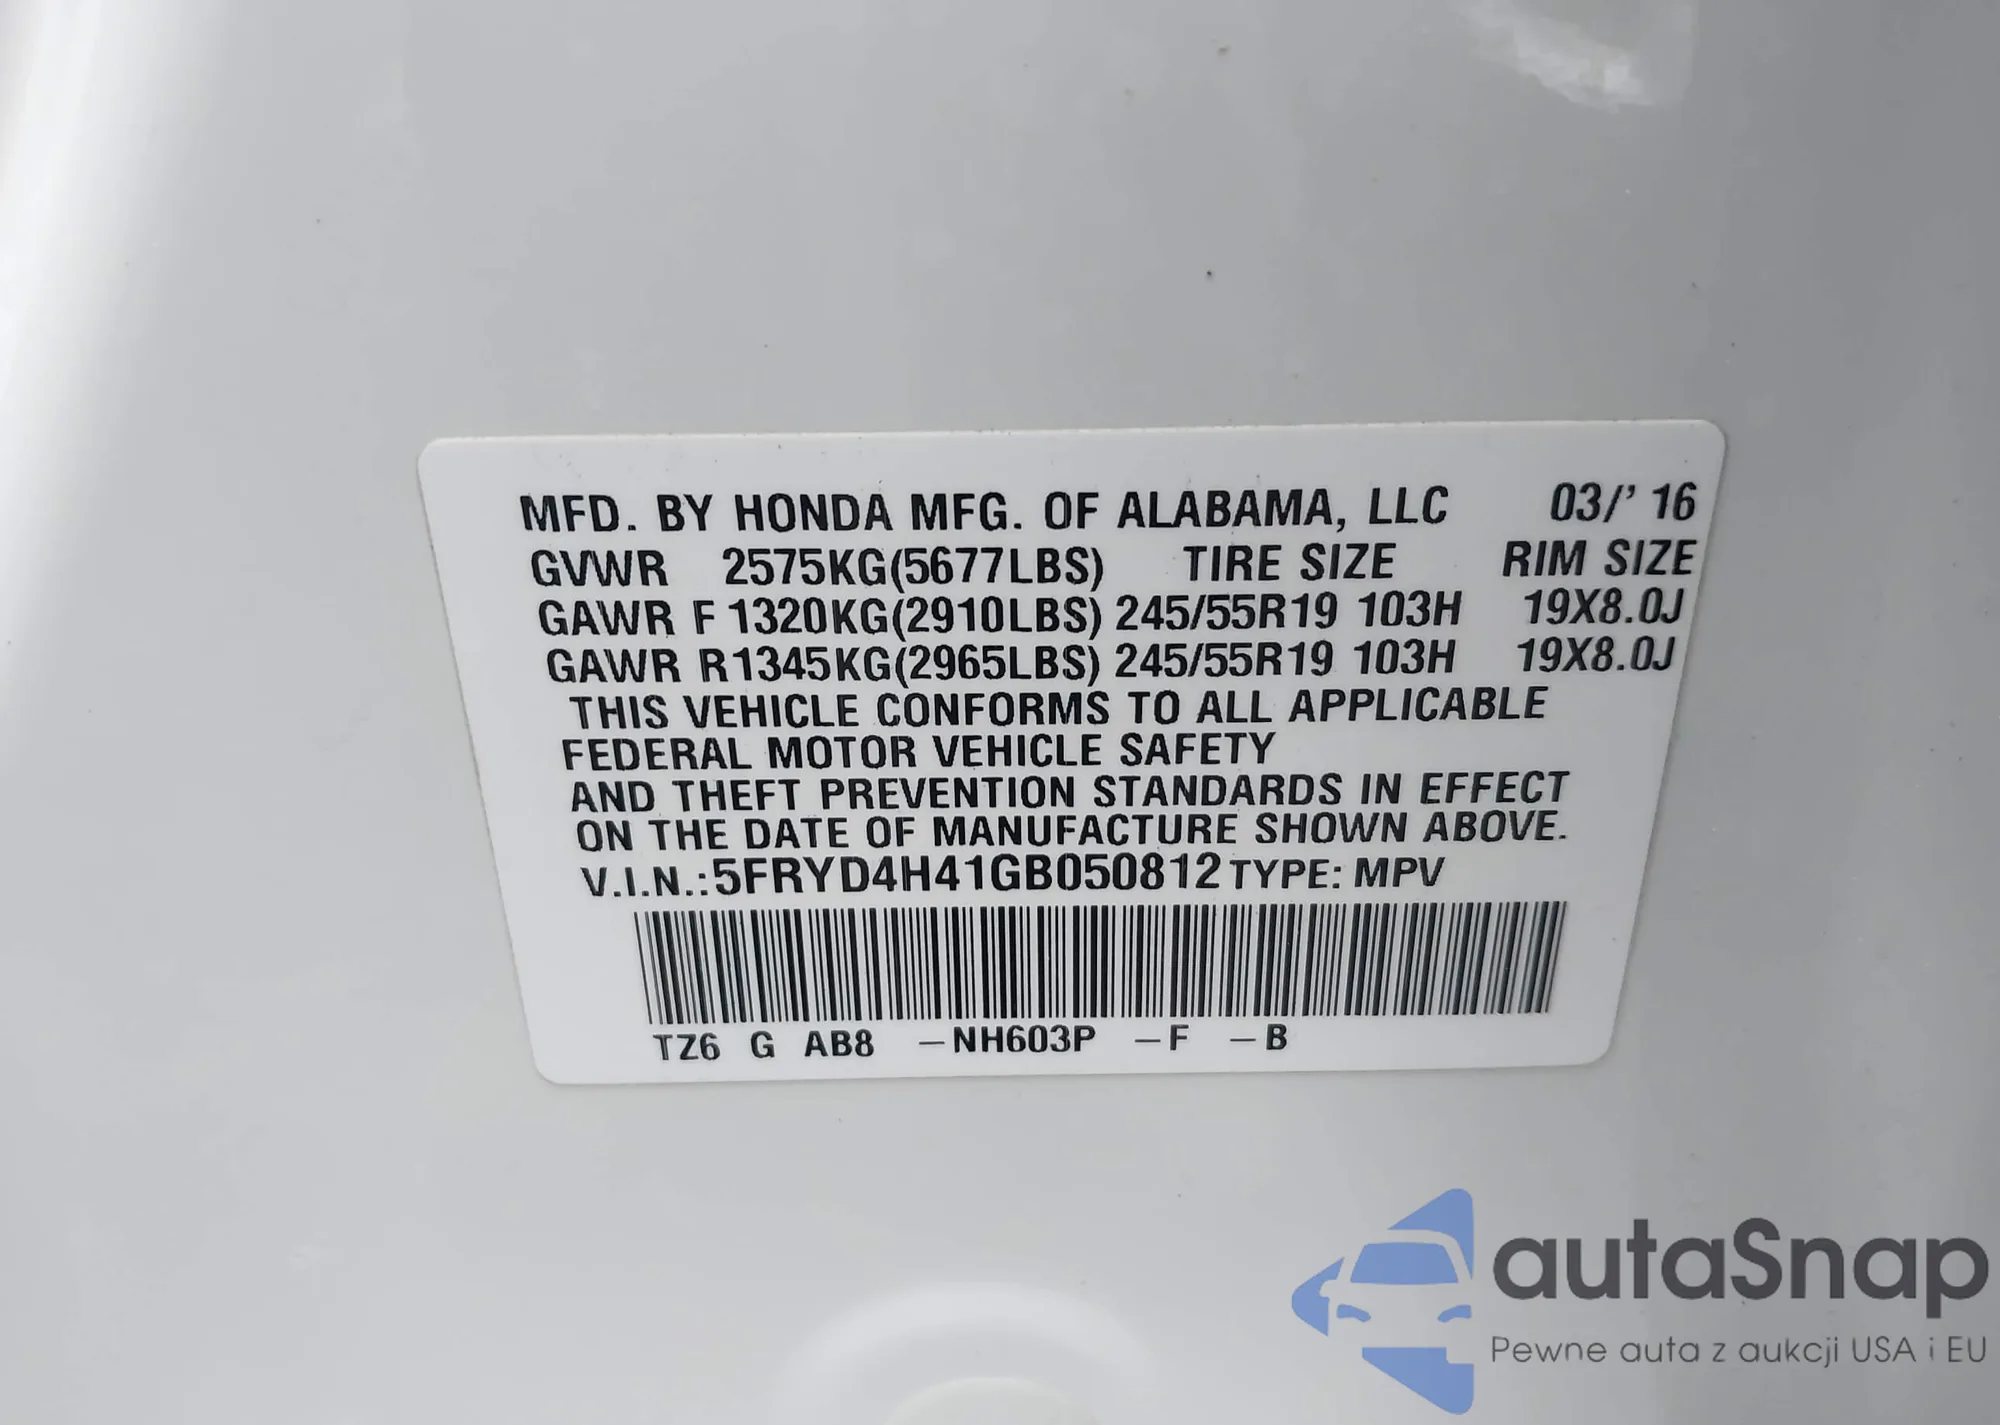 MFD. BY HONDA MFG. OF ALABAMA, LLC 03/' 16
GVWR 2575KG(5677LBS) TIRE SIZE RIM SIZE
GAWR F 1320KG(2910LBS) 245/55R19 103H 19X8.0J
GAWR R1345KG(2965LBS) 245/55R19 103H 19X8.0J
THIS VEHICLE CONFORMS TO ALL APPLICABLE
FEDERAL MOTOR VEHICLE SAFETY
AND THEFT PREVENTION STANDARDS IN EFFECT
ON THE DATE OF MANUFACTURE SHOWN ABOVE.
V.I.N.:5FRYD4H41GB050812 TYPE: MPV
TZ6 G AB8 -NH603P -F -B
autaSnap
Pewne auta z aukcji USA i EU